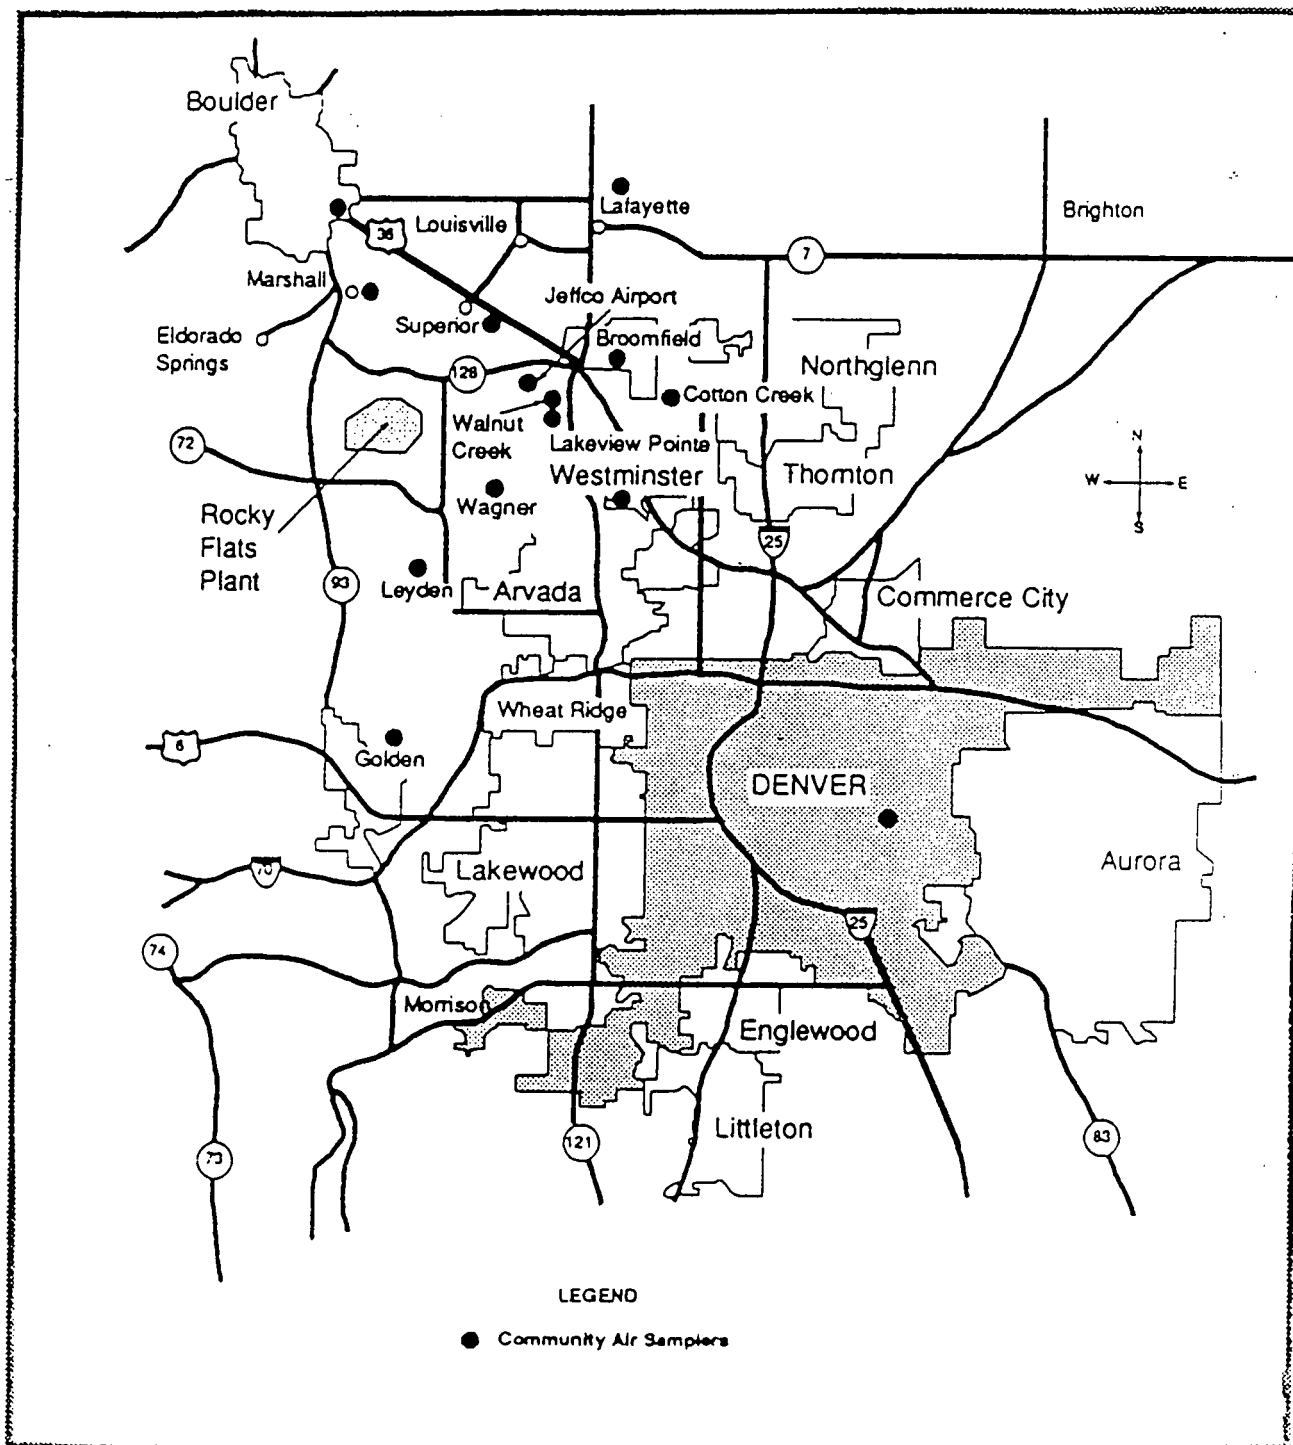 Boulder
Lafayette
Brighton
Louisville
36
7
Marshall
Jeffco Airport
Superior
Eldorado
Springs
Broomfield
Northglenn
128
Cotton Creek
Walnut
Creek
72
Lakeview Pointe
Westminster
Thornton
N
W
E
S
Wagner
Rocky
Flats
Plant
25
93
Leyden
Arvada
Commerce City
Wheat Ridge
6
Golden
DENVER
70
Lakewood
Aurora
25
74
Morrison
Englewood
Littleton
121
83
73
LEGEND
Community Air Samplers